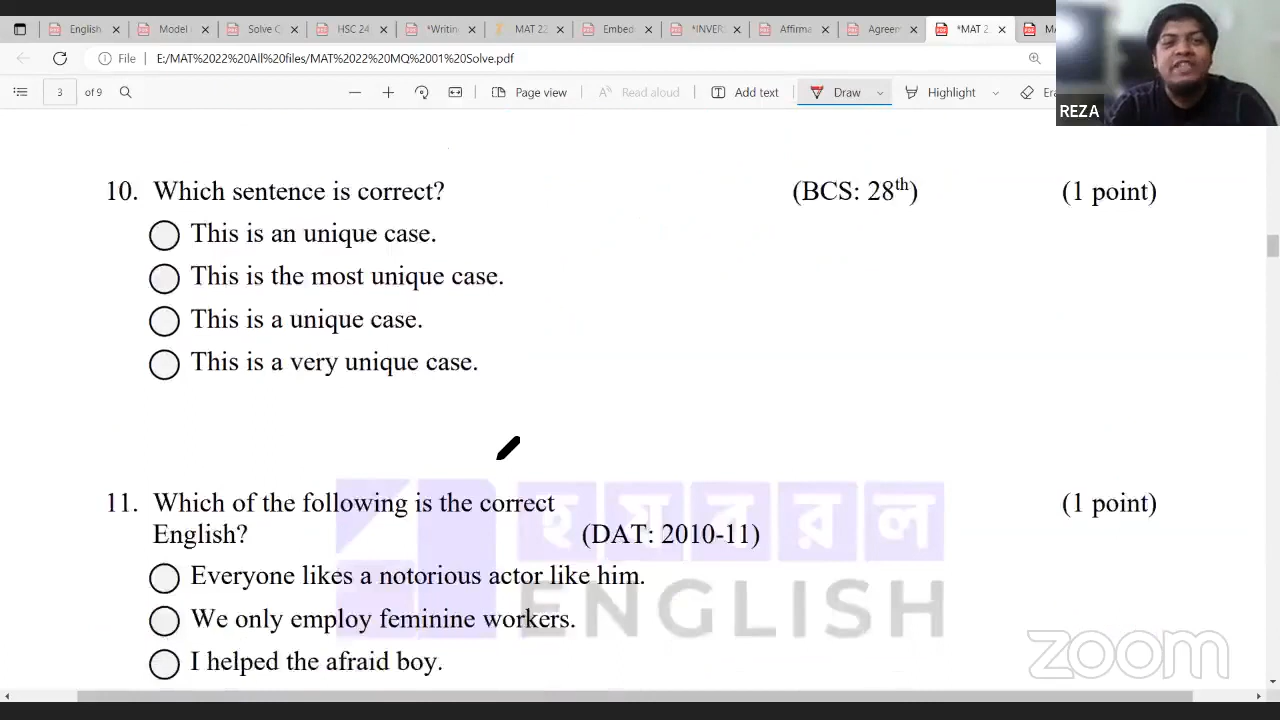 English
Model
Solve C
HSC 24
*Writin
MAT 22
Embed
*INVER
Affirma
Agreem
*MAT 2
MA
File E:/MAT%2022%20All%20files/MAT%2022%20MQ%2001%20Solve.pdf
3 of 9 Page view Read aloud Add text Draw Highlight Era
REZA
10. Which sentence is correct? (BCS: 28th) (1 point)
This is an unique case.
This is the most unique case.
This is a unique case.
This is a very unique case.
11. Which of the following is the correct (1 point)
English? (DAT: 2010-11)
Everyone likes a notorious actor like him.
We only employ feminine workers.
I helped the afraid boy.
হ য ব র ল
ENGLISH
zoom